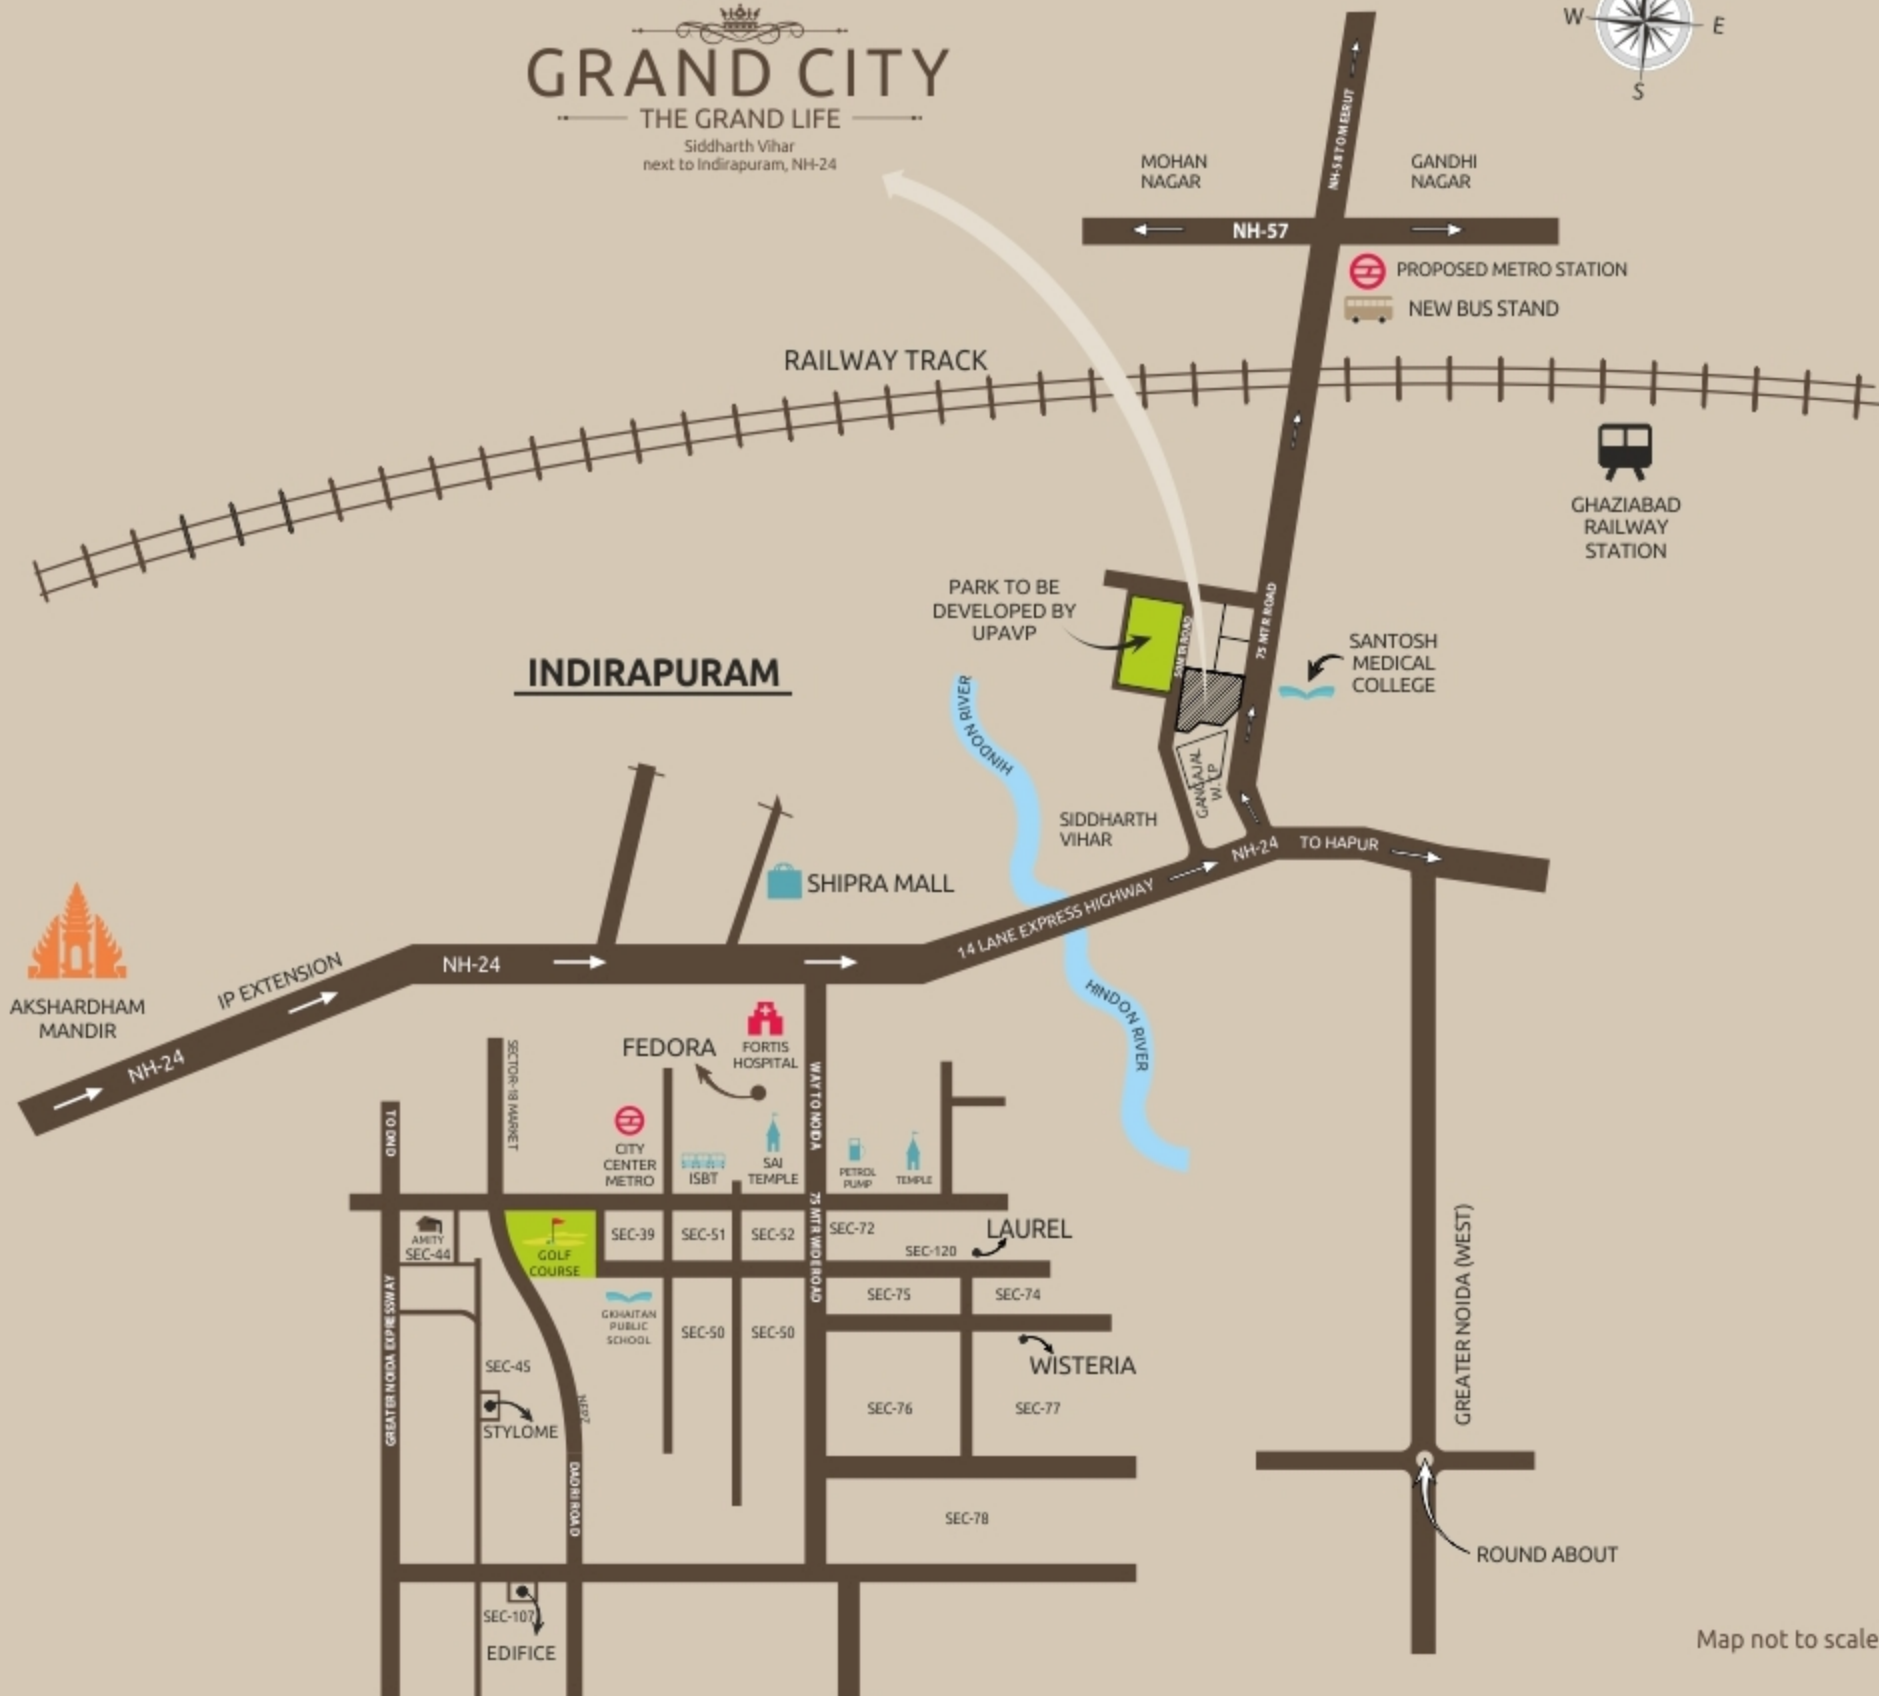 GRAND CITY
THE GRAND LIFE
Siddharth Vihar
next to Indirapuram, NH-24
W
E
S
NH-58 TO MEERUT
MOHAN
NAGAR
GANDHI
NAGAR
NH-57
PROPOSED METRO STATION
NEW BUS STAND
RAILWAY TRACK
GHAZIABAD
RAILWAY
STATION
PARK TO BE
DEVELOPED BY
UPAVP
75 MTR ROAD
SANTOSH
MEDICAL
COLLEGE
INDIRAPURAM
HINDON RIVER
GANGAJAL
SIDDHARTH
VIHAR
NH-24
TO HAPUR
SHIPRA MALL
14 LANE EXPRESS HIGHWAY
AKSHARDHAM
MANDIR
IP EXTENSION
NH-24
NH-24
HINDON RIVER
FEDORA
FORTIS
HOSPITAL
SECTOR-18 MARKET
WAY TO NOIDA
TO DND
CITY
CENTER
METRO
ISBT
SAI
TEMPLE
PETROL
PUMP
TEMPLE
75 MTR WIDE ROAD
AMITY
SEC-44
GOLF
COURSE
SEC-39
SEC-51
SEC-52
SEC-72
SEC-120
LAUREL
GREATER NOIDA (WEST)
GREATER NOIDA EXPRESSWAY
GKHAITAN
PUBLIC
SCHOOL
SEC-50
SEC-50
SEC-75
SEC-74
WISTERIA
SEC-45
SEC-76
SEC-77
STYLOME
DADRI ROAD
SEC-78
ROUND ABOUT
SEC-107
EDIFICE
Map not to scale